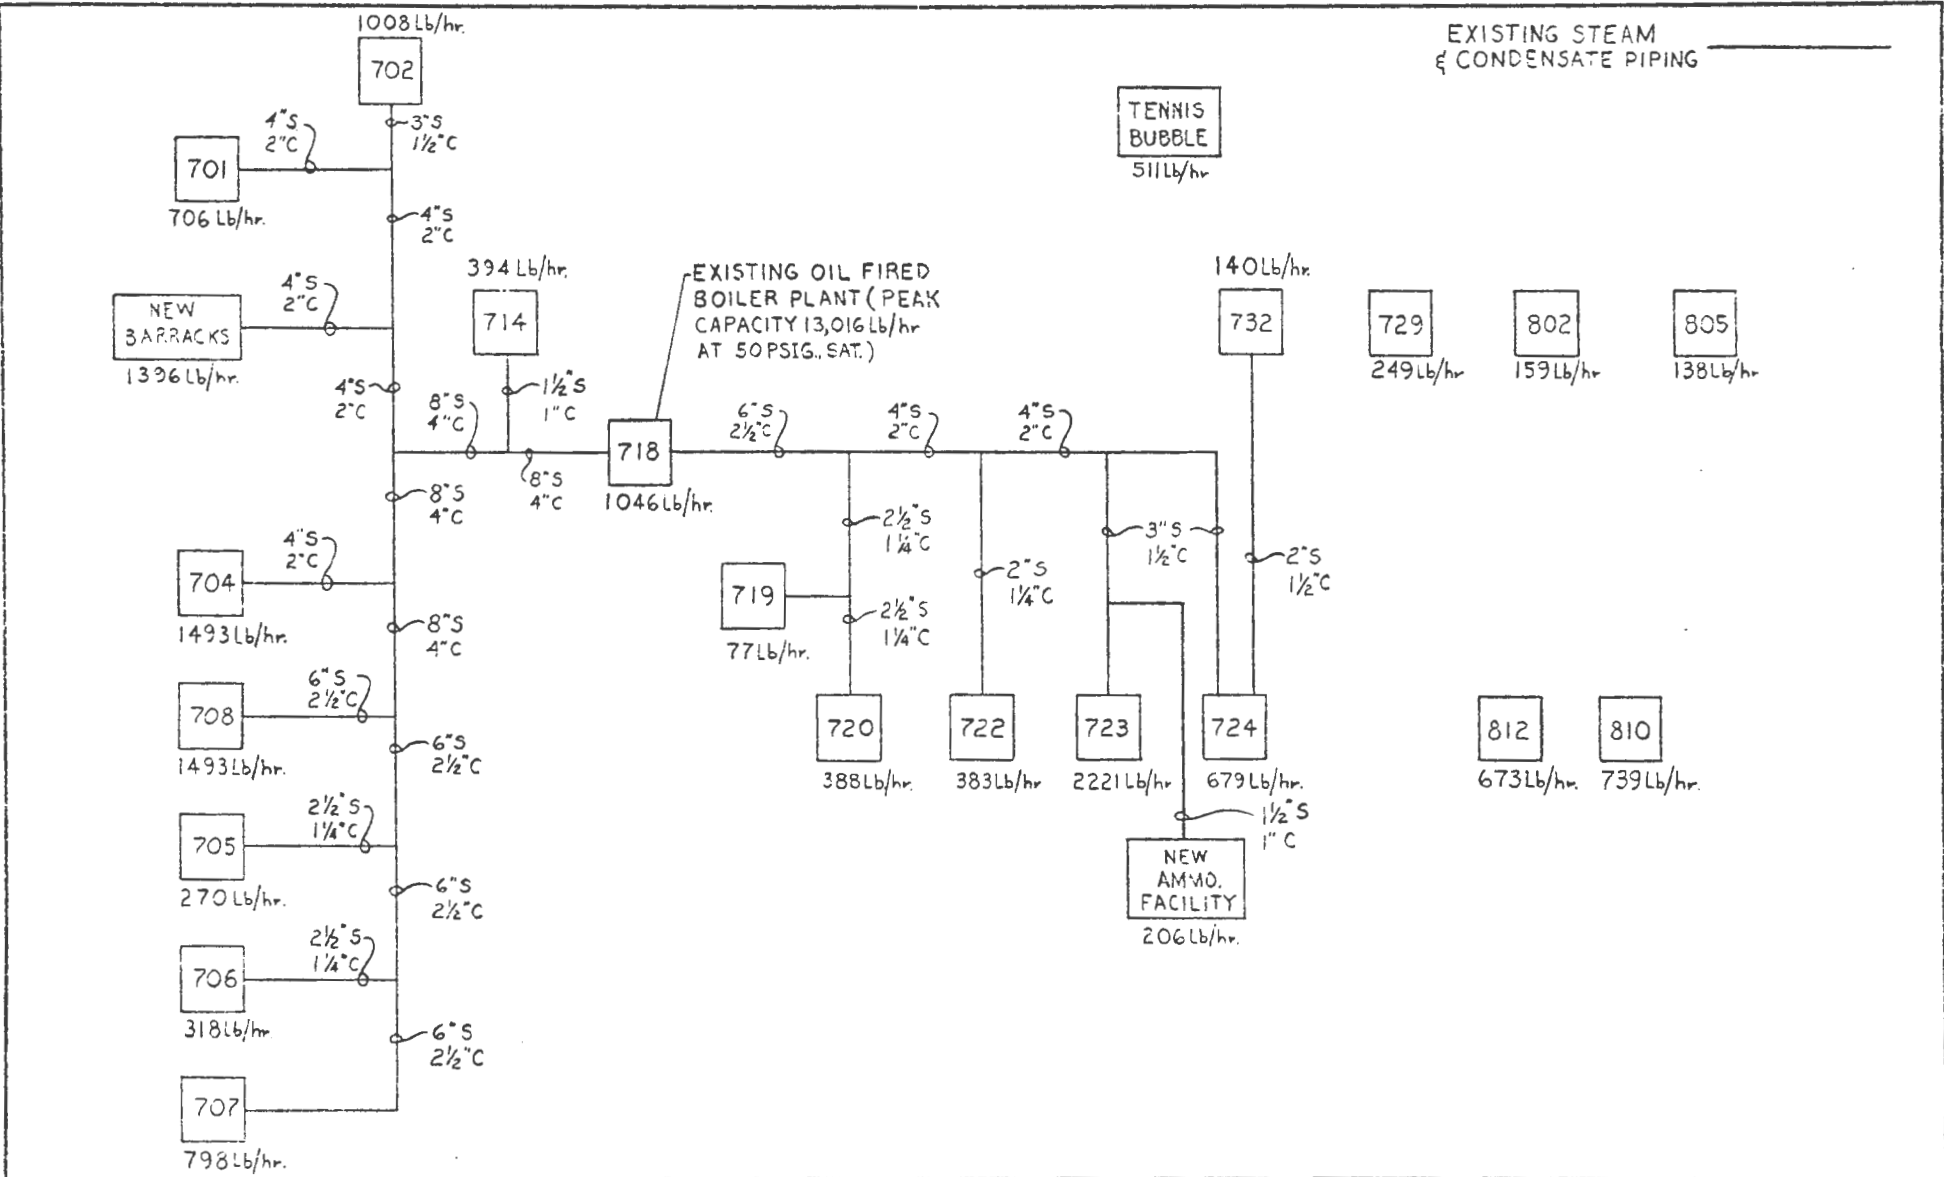 1008 Lb/hr.
702
EXISTING STEAM
& CONDENSATE PIPING
3"S
1½"C
4"S
2"C
701
706 Lb/hr.
TENNIS
BUBBLE
511 Lb/hr
4"S
2"C
4"S
2"C
NEW
BARRACKS
1396 Lb/hr.
394 Lb/hr.
714
EXISTING OIL FIRED
BOILER PLANT (PEAK
CAPACITY 13,016 Lb/hr
AT 50 PSIG., SAT.)
140 Lb/hr.
732
729
249 Lb/hr
802
159 Lb/hr
805
138 Lb/hr
4"S
2"C
8"S
4"C
1½"S
1"C
718
1046 Lb/hr.
6"S
2½"C
4"S
2"C
4"S
2"C
8"S
4"C
8"S
4"C
2½"S
1¼"C
3"S
1½"C
2"S
1½"C
4"S
2"C
704
1493 Lb/hr.
719
77 Lb/hr.
2"S
1¼"C
2½"S
1¼"C
8"S
4"C
6"S
2½"C
708
1493 Lb/hr.
6"S
2½"C
720
388 Lb/hr.
722
383 Lb/hr
723
2221 Lb/hr
724
679 Lb/hr.
812
673 Lb/hr.
810
739 Lb/hr.
2½"S
1¼"C
705
270 Lb/hr.
1½"S
1"C
NEW
AMMO.
FACILITY
206 Lb/hr.
6"S
2½"C
2½"S
1¼"C
706
318 Lb/hr
6"S
2½"C
707
798 Lb/hr.